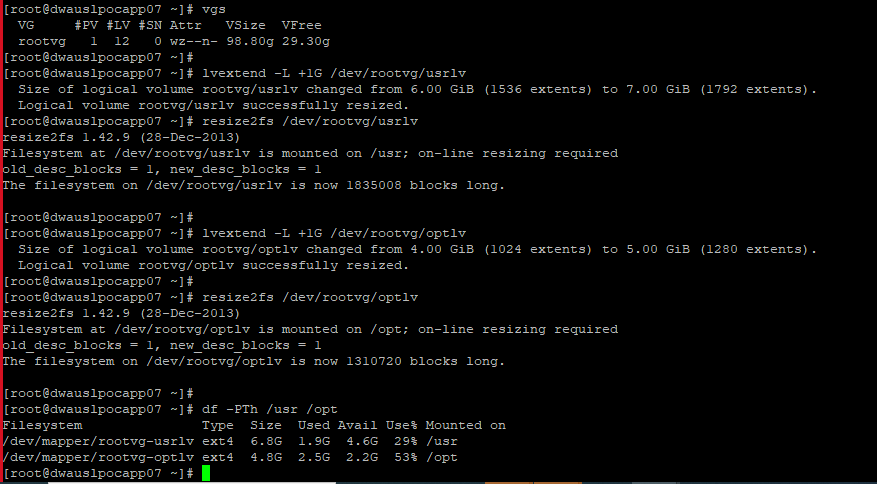 [root@dwauslpocapp07 ~]# vgs
  VG     #PV #LV #SN Attr   VSize  VFree
  rootvg   1  12   0 wz--n- 98.80g 29.30g
[root@dwauslpocapp07 ~]#
[root@dwauslpocapp07 ~]# lvextend -L +1G /dev/rootvg/usrlv
  Size of logical volume rootvg/usrlv changed from 6.00 GiB (1536 extents) to 7.00 GiB (1792 extents).
  Logical volume rootvg/usrlv successfully resized.
[root@dwauslpocapp07 ~]# resize2fs /dev/rootvg/usrlv
resize2fs 1.42.9 (28-Dec-2013)
Filesystem at /dev/rootvg/usrlv is mounted on /usr; on-line resizing required
old_desc_blocks = 1, new_desc_blocks = 1
The filesystem on /dev/rootvg/usrlv is now 1835008 blocks long.

[root@dwauslpocapp07 ~]#
[root@dwauslpocapp07 ~]# lvextend -L +1G /dev/rootvg/optlv
  Size of logical volume rootvg/optlv changed from 4.00 GiB (1024 extents) to 5.00 GiB (1280 extents).
  Logical volume rootvg/optlv successfully resized.
[root@dwauslpocapp07 ~]#
[root@dwauslpocapp07 ~]# resize2fs /dev/rootvg/optlv
resize2fs 1.42.9 (28-Dec-2013)
Filesystem at /dev/rootvg/optlv is mounted on /opt; on-line resizing required
old_desc_blocks = 1, new_desc_blocks = 1
The filesystem on /dev/rootvg/optlv is now 1310720 blocks long.

[root@dwauslpocapp07 ~]#
[root@dwauslpocapp07 ~]# df -PTh /usr /opt
Filesystem               Type  Size  Used Avail Use% Mounted on
/dev/mapper/rootvg-usrlv ext4  6.8G  1.9G  4.6G  29% /usr
/dev/mapper/rootvg-optlv ext4  4.8G  2.5G  2.2G  53% /opt
[root@dwauslpocapp07 ~]#